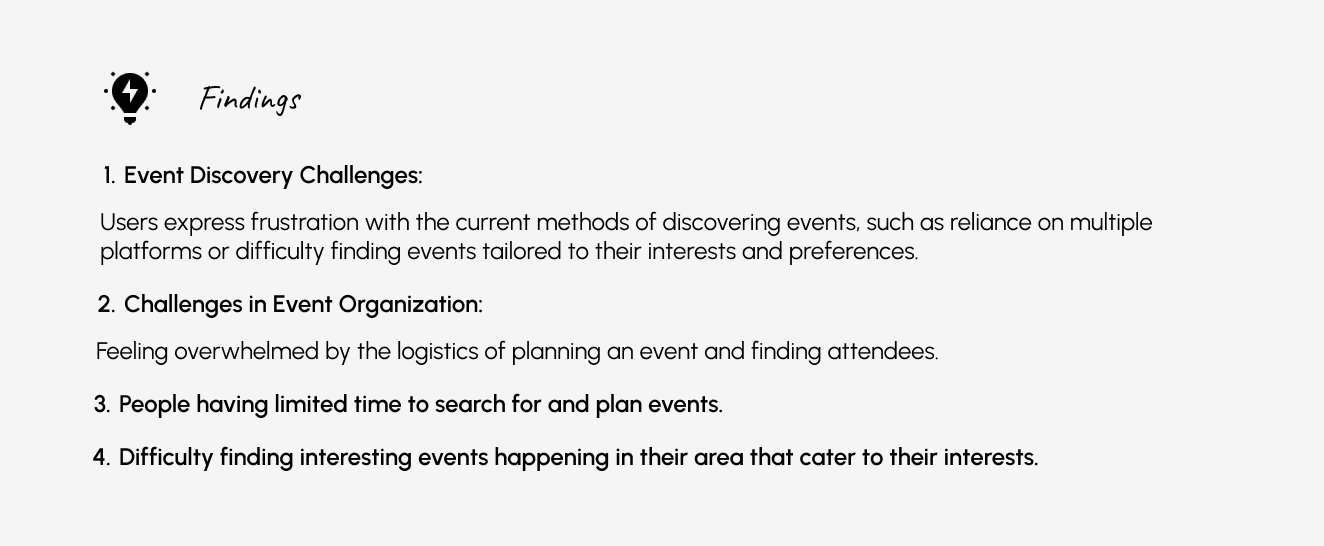 Findings
1. Event Discovery Challenges:
Users express frustration with the current methods of discovering events, such as reliance on multiple
platforms or difficulty finding events tailored to their interests and preferences.
2. Challenges in Event Organization:
Feeling overwhelmed by the logistics of planning an event and finding attendees.
3. People having limited time to search for and plan events.
4. Difficulty finding interesting events happening in their area that cater to their interests.